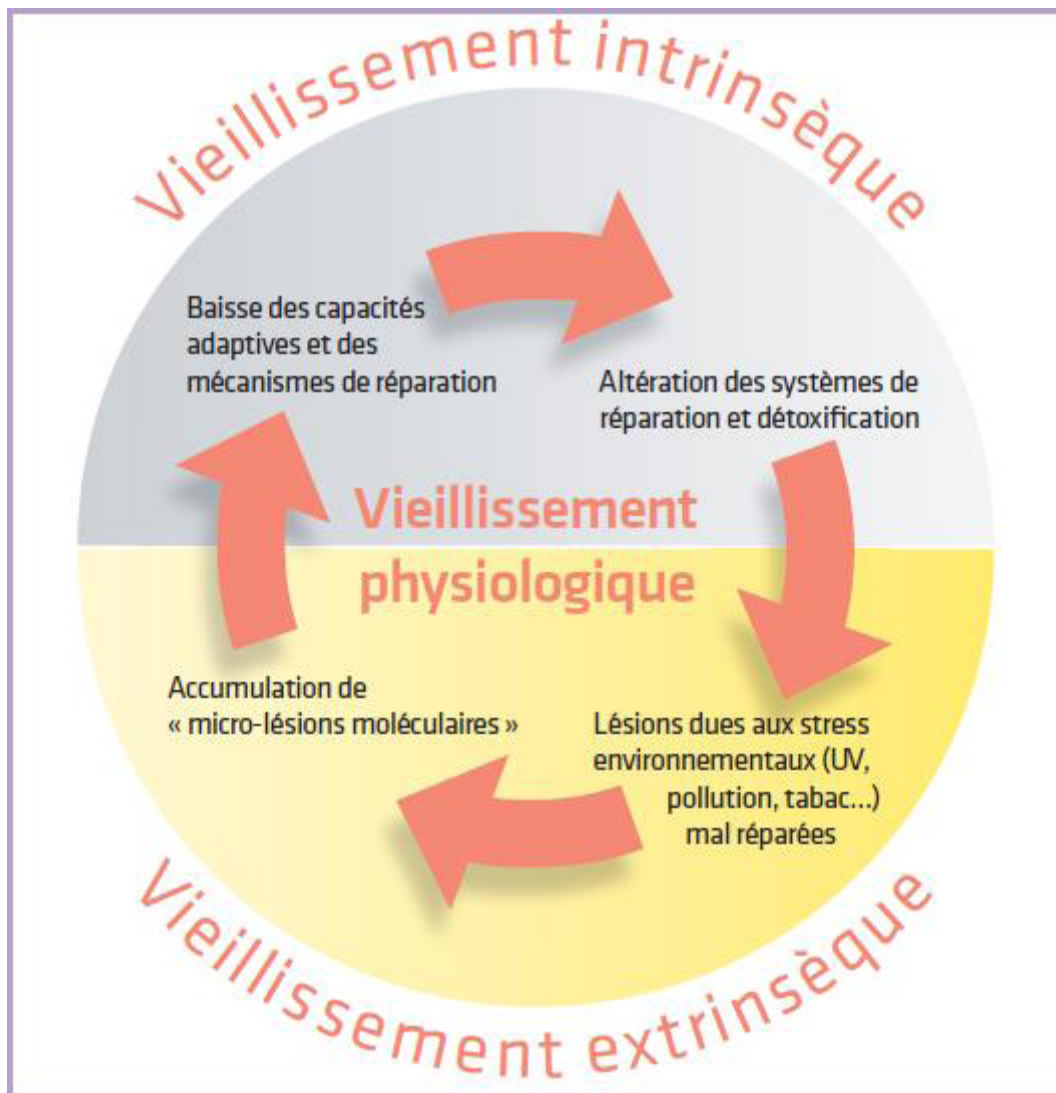 Vieillissement intrinsèque
Baisse des capacités
adaptives et des
mécanismes de réparation
Altération des systèmes de
réparation et détoxification
Vieillissement
physiologique
Accumulation de
« micro-lésions moléculaires »
Lésions dues aux stress
environnementaux (UV,
pollution, tabac...)
mal réparées
Vieillissement extrinsèque